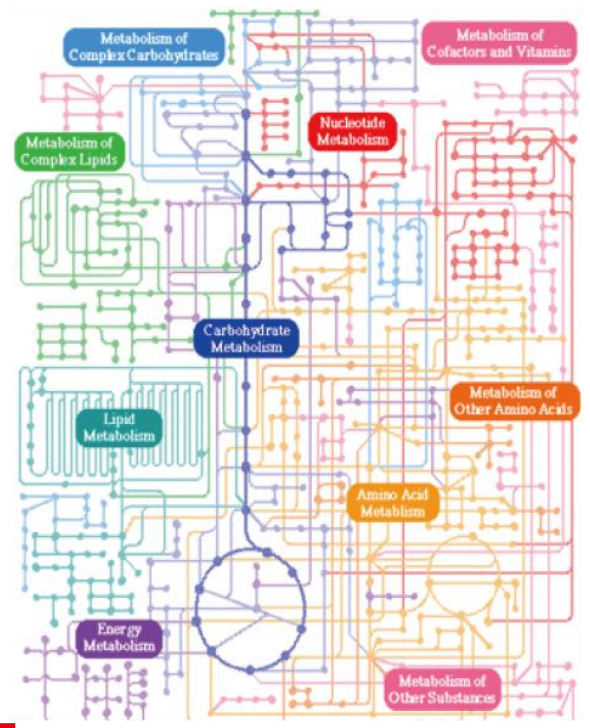 Metabolism of
Complex Carbohydrates
Metabolism of
Cofactors and Vitamins
Nucleotide
Metabolism
Metabolism of
Complex Lipids
Carbohydrate
Metabolism
Metabolism of
Other Amino Acids
Lipid
Metabolism
Amino Acid
Metablism
Energy
Metabolism
Metabolism of
Other Substances